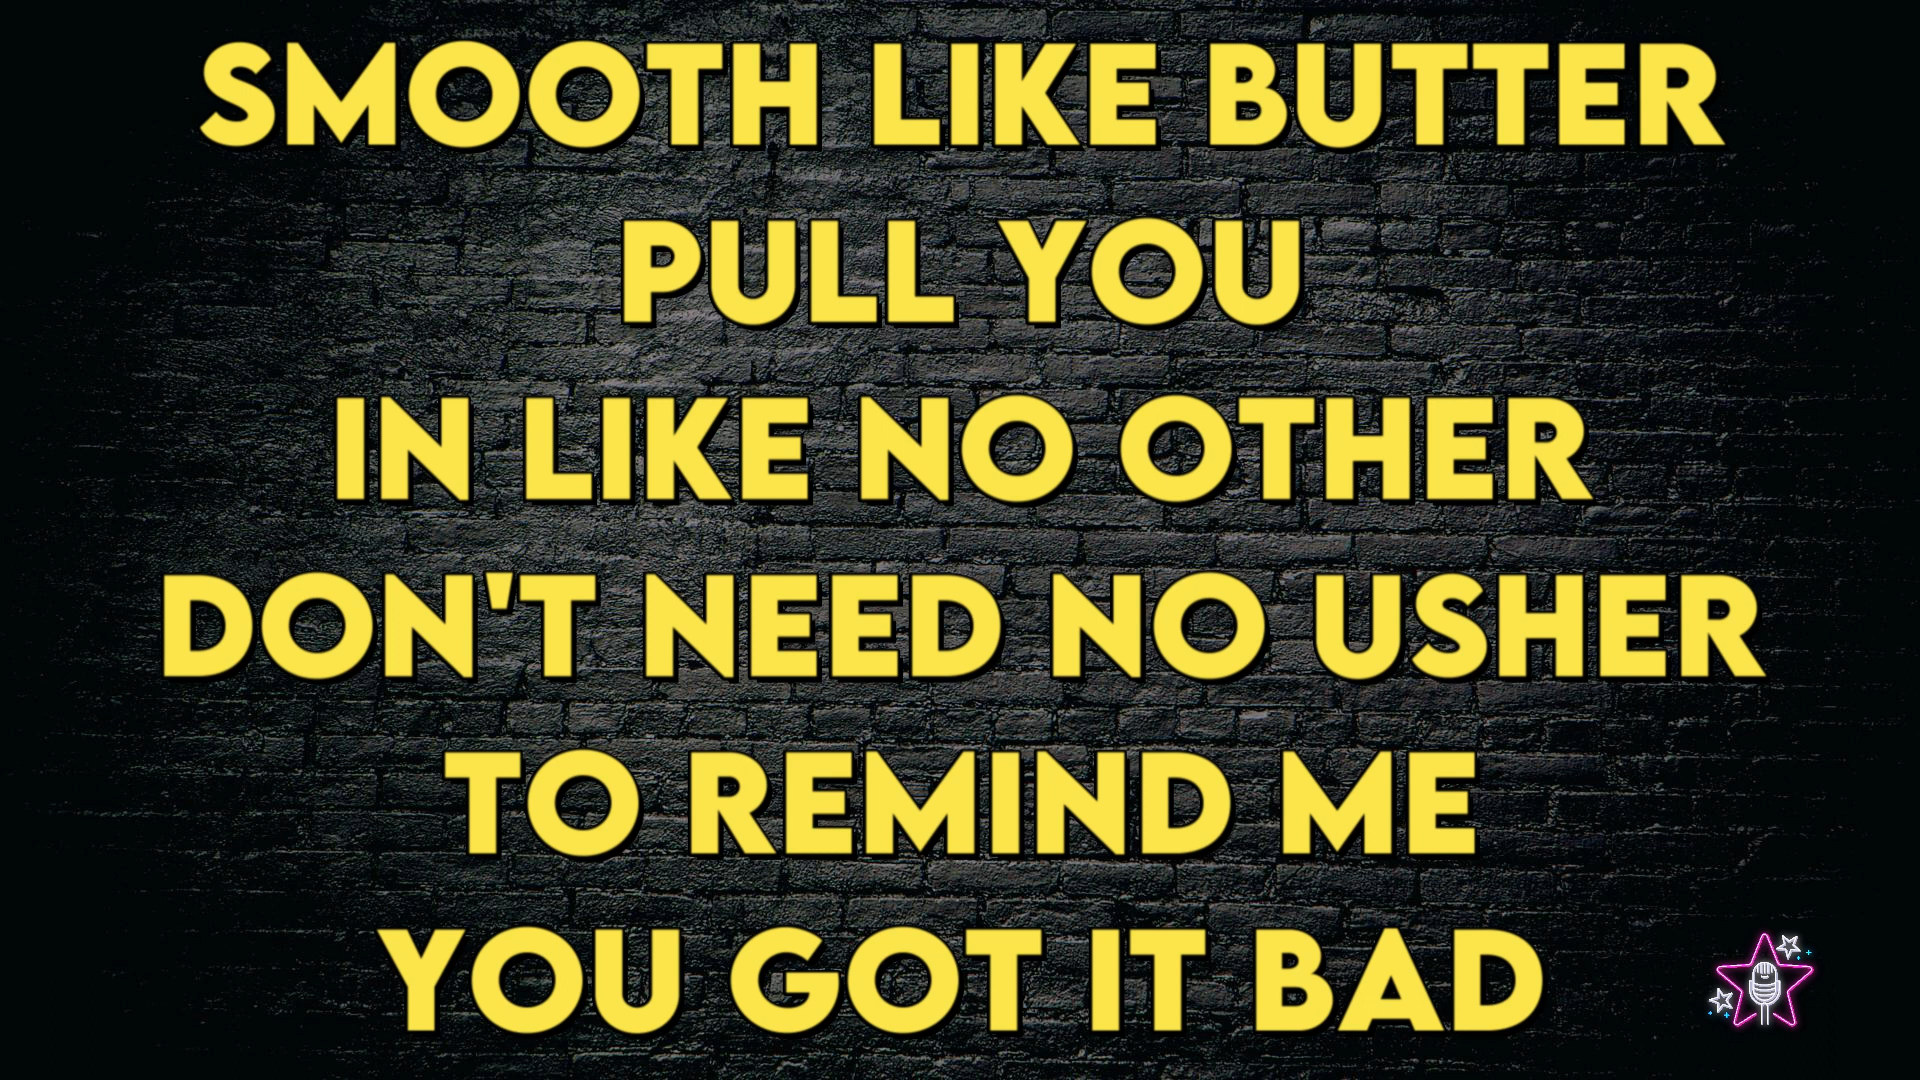 SMOOTH LIKE BUTTER
PULL YOU
IN LIKE NO OTHER
DON'T NEED NO USHER
TO REMIND ME
YOU GOT IT BAD